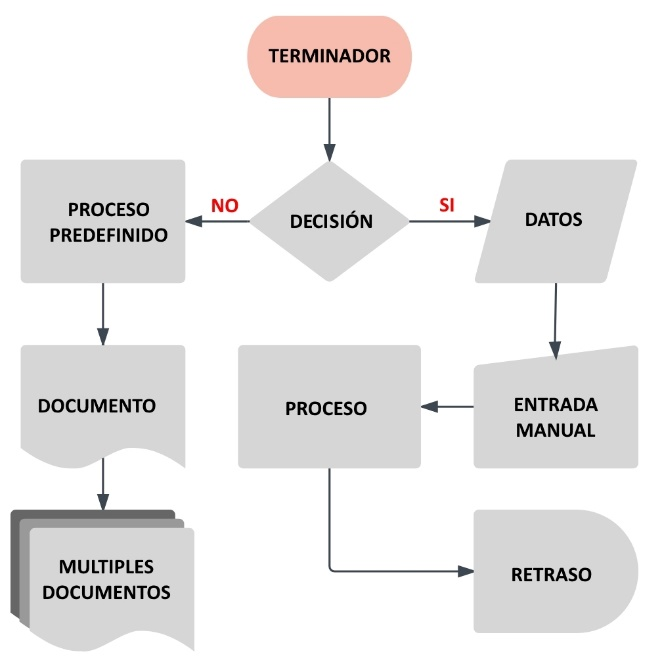 TERMINADOR
PROCESO
PREDEFINIDO
NO
DECISIÓN
SI
DATOS
DOCUMENTO
PROCESO
ENTRADA
MANUAL
MULTIPLES
DOCUMENTOS
RETRASO